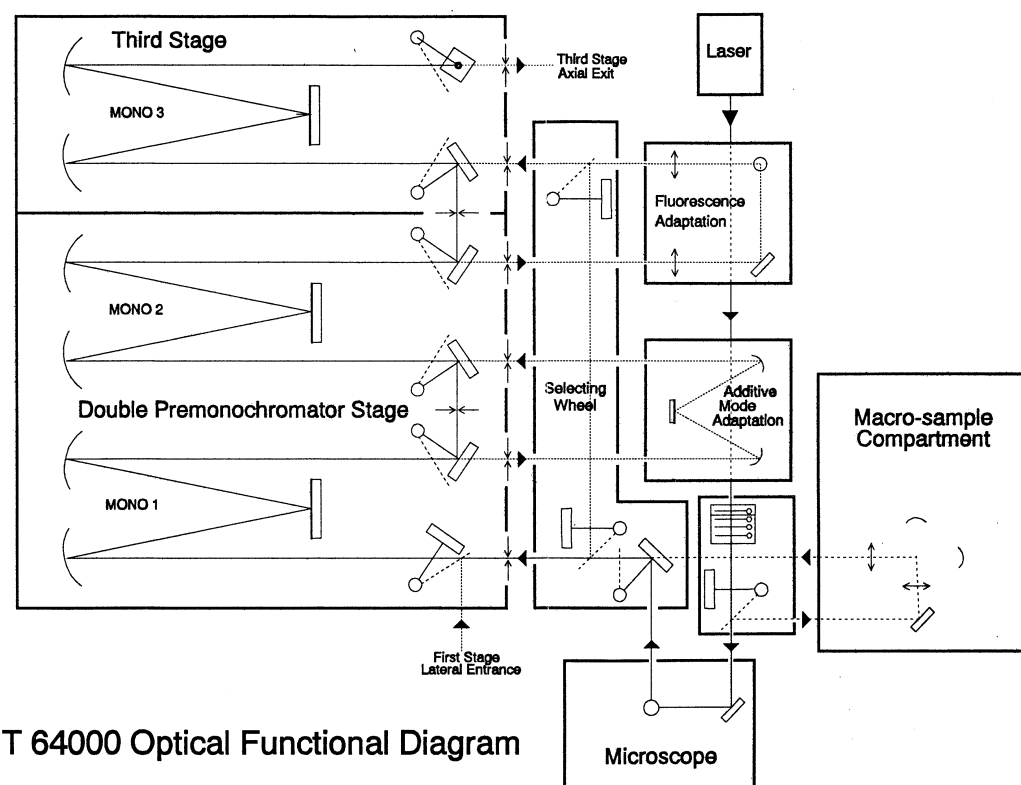 Third Stage
MONO 3
Third Stage
Axial Exit
Laser
Fluorescence
Adaptation
MONO 2
Double Premonochromator Stage
Selecting
Wheel
Additive
Mode
Adaptation
Macro-sample
Compartment
MONO 1
First Stage
Lateral Entrance
T 64000 Optical Functional Diagram
Microscope